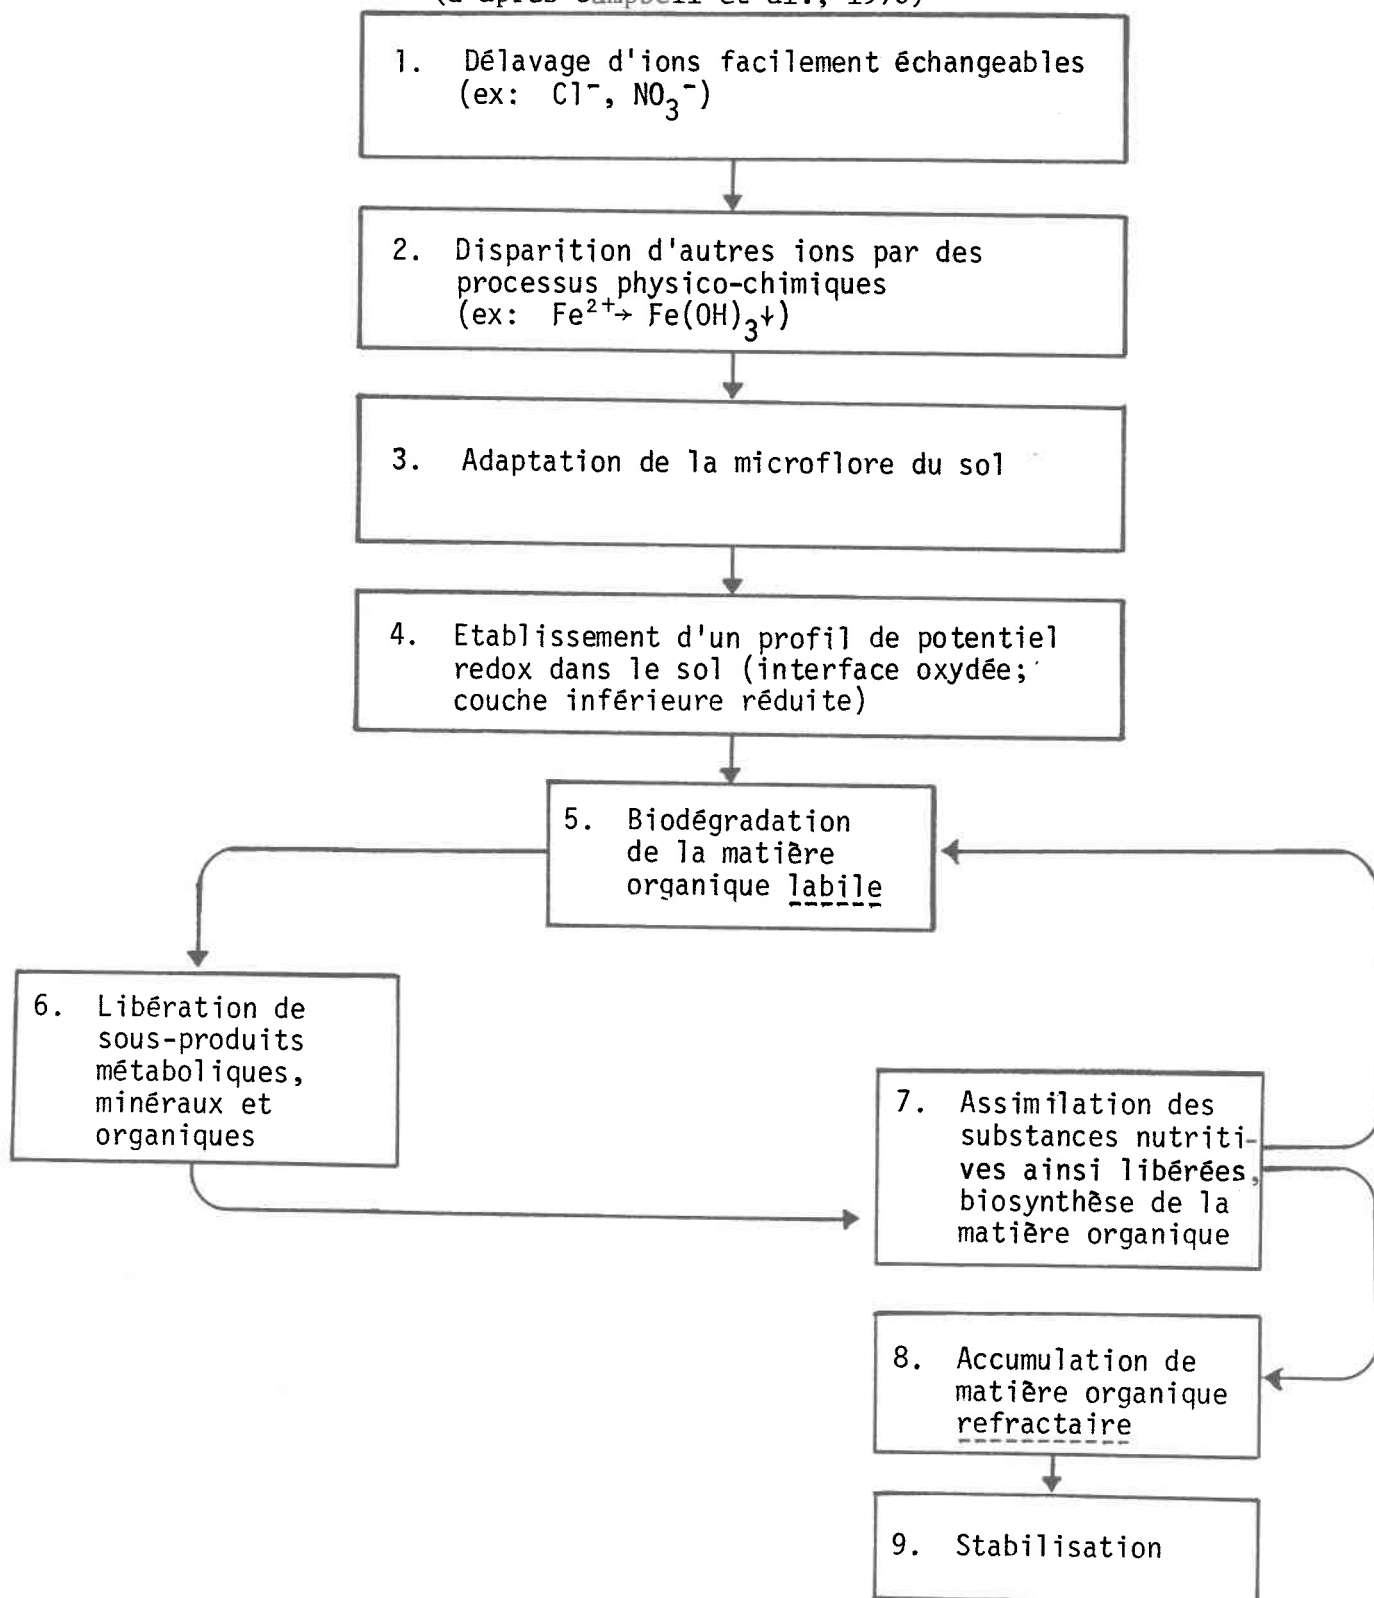 1. Délavage d'ions facilement échangeables
(ex: Cl⁻, NO₃⁻)
2. Disparition d'autres ions par des
processus physico-chimiques
(ex: Fe²⁺→ Fe(OH)₃↓)
3. Adaptation de la microflore du sol
4. Etablissement d'un profil de potentiel
redox dans le sol (interface oxydée;
couche inférieure réduite)
5. Biodégradation
de la matière
organique labile
6. Libération de
sous-produits
métaboliques,
minéraux et
organiques
7. Assimilation des
substances nutriti-
ves ainsi libérées,
biosynthèse de la
matière organique
8. Accumulation de
matière organique
refractaire
9. Stabilisation